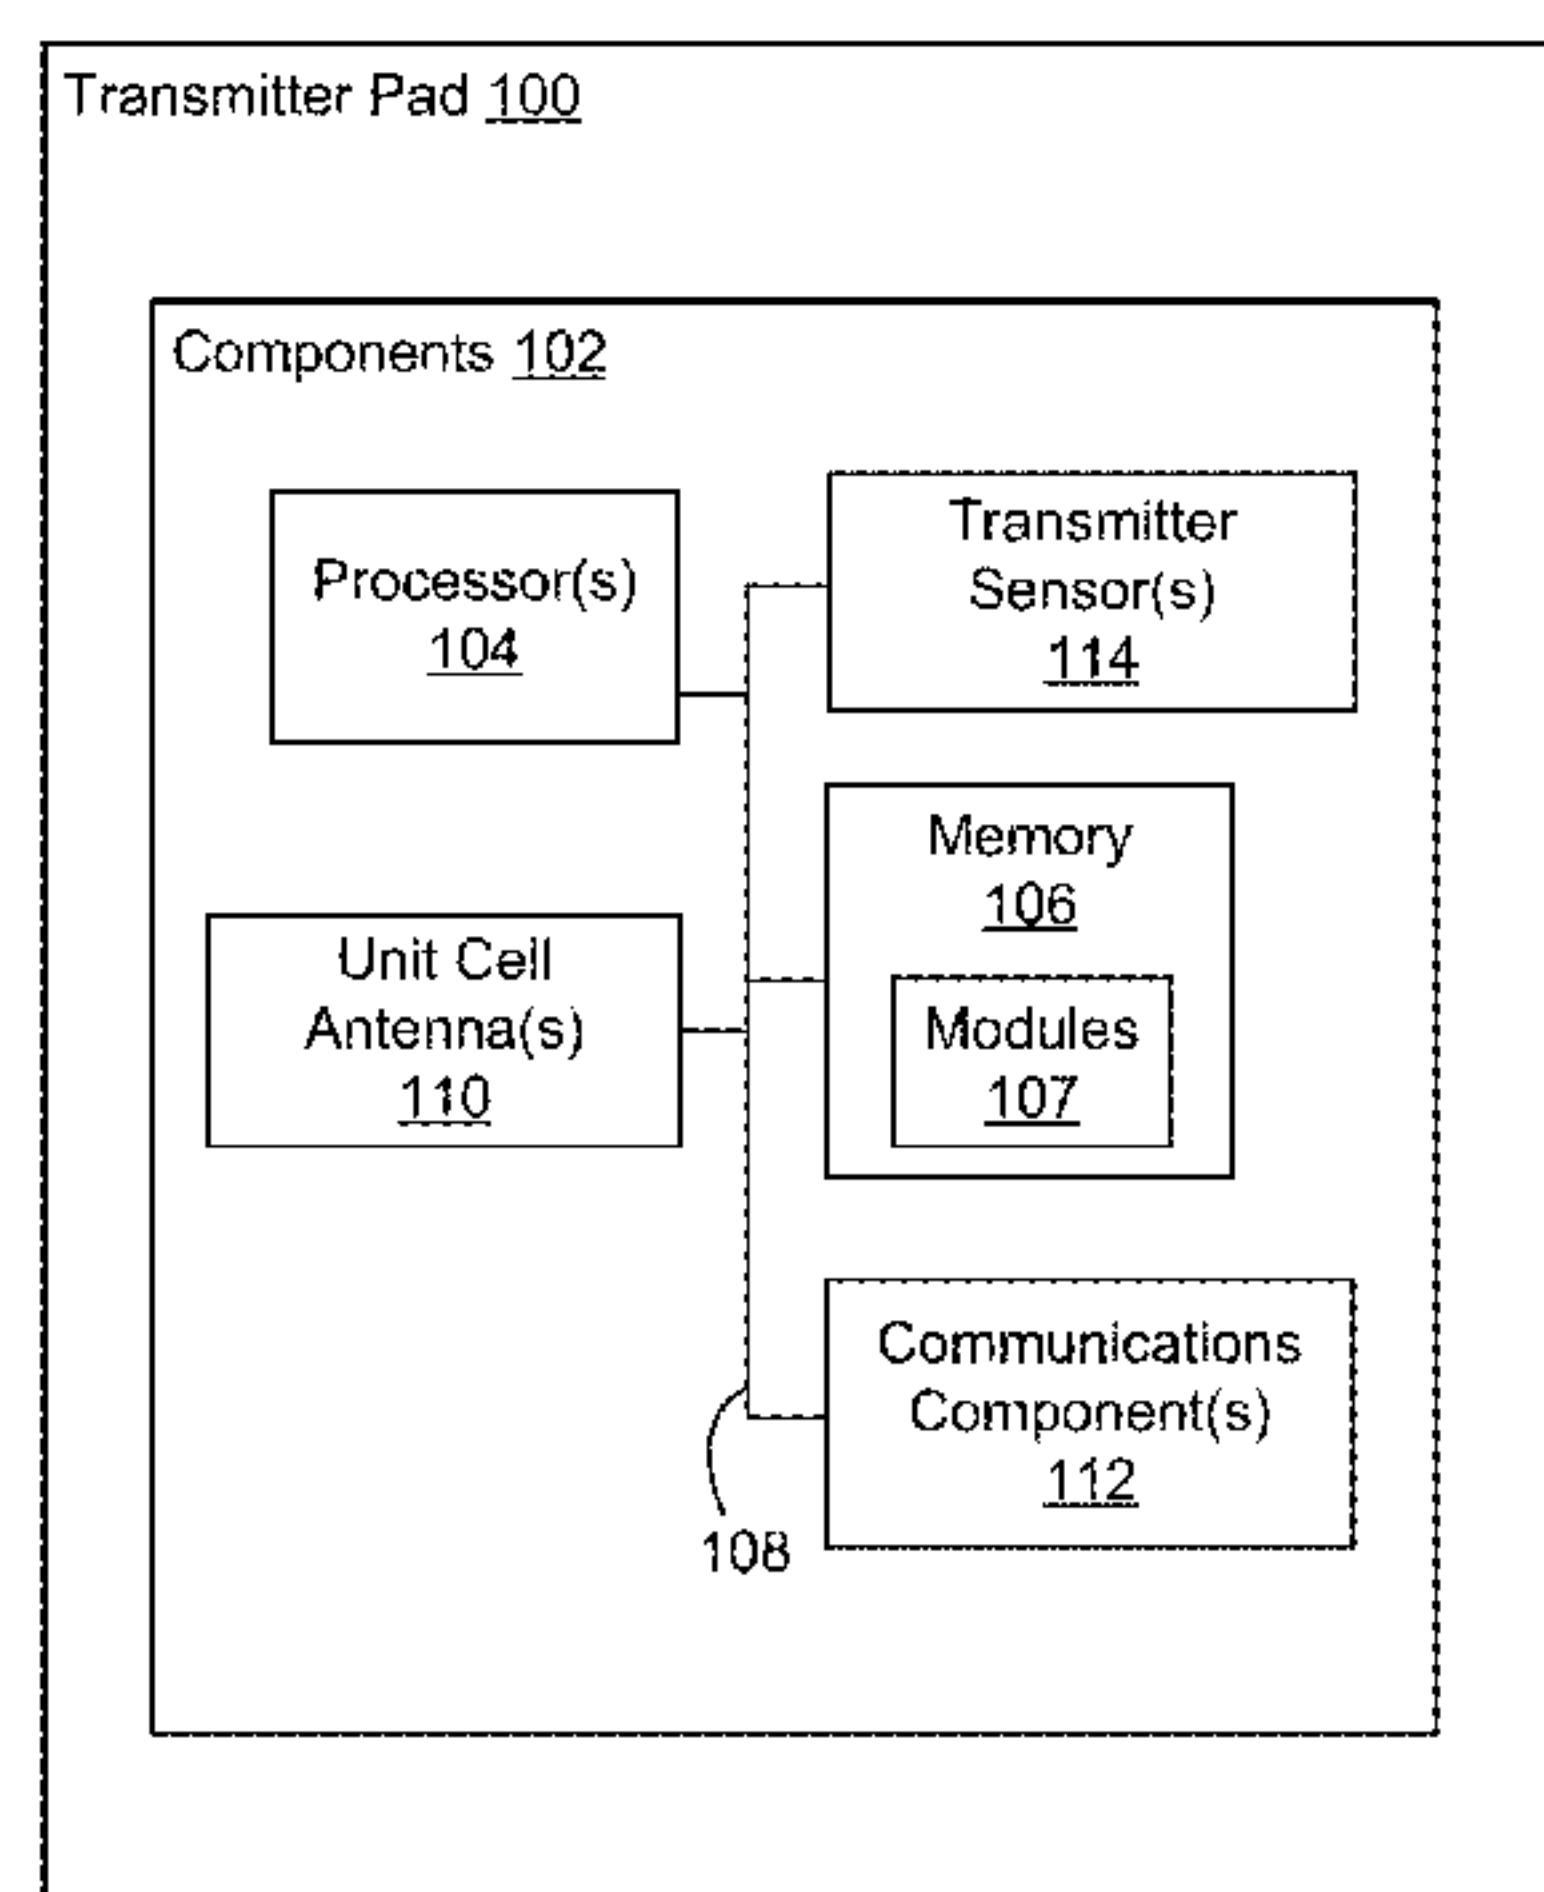 Transmitter Pad 100
Components 102
Processor(s)
104
Transmitter
Sensor(s)
114
Memory
106
Modules
107
Unit Cell
Antenna(s)
110
Communications
Component(s)
112
108